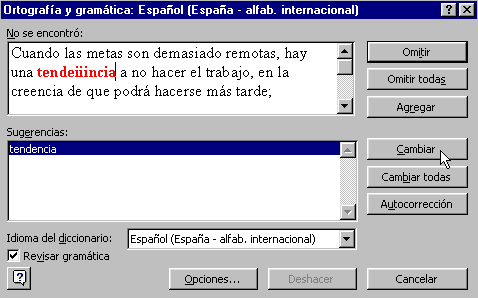 Ortografía y gramática: Español (España - alfab. internacional)
No se encontró:
Cuando las metas son demasiado remotas, hay
una tendeüincia a no hacer el trabajo, en la
creencia de que podrá hacerse más tarde;
Omitir
Omitir todas
Agregar
Sugerencias:
tendencia
Cambiar
Cambiar todas
Autocorrección
Idioma del diccionario:
Español (España - alfab. internacional)
Revisar gramática
Opciones...
Deshacer
Cancelar